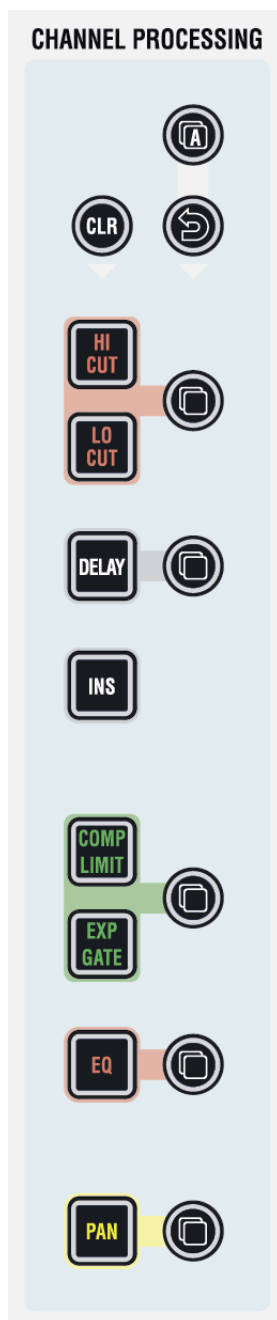 CHANNEL PROCESSING
A
CLR
HI
CUT
LO
CUT
DELAY
INS
COMP
LIMIT
EXP
GATE
EQ
PAN